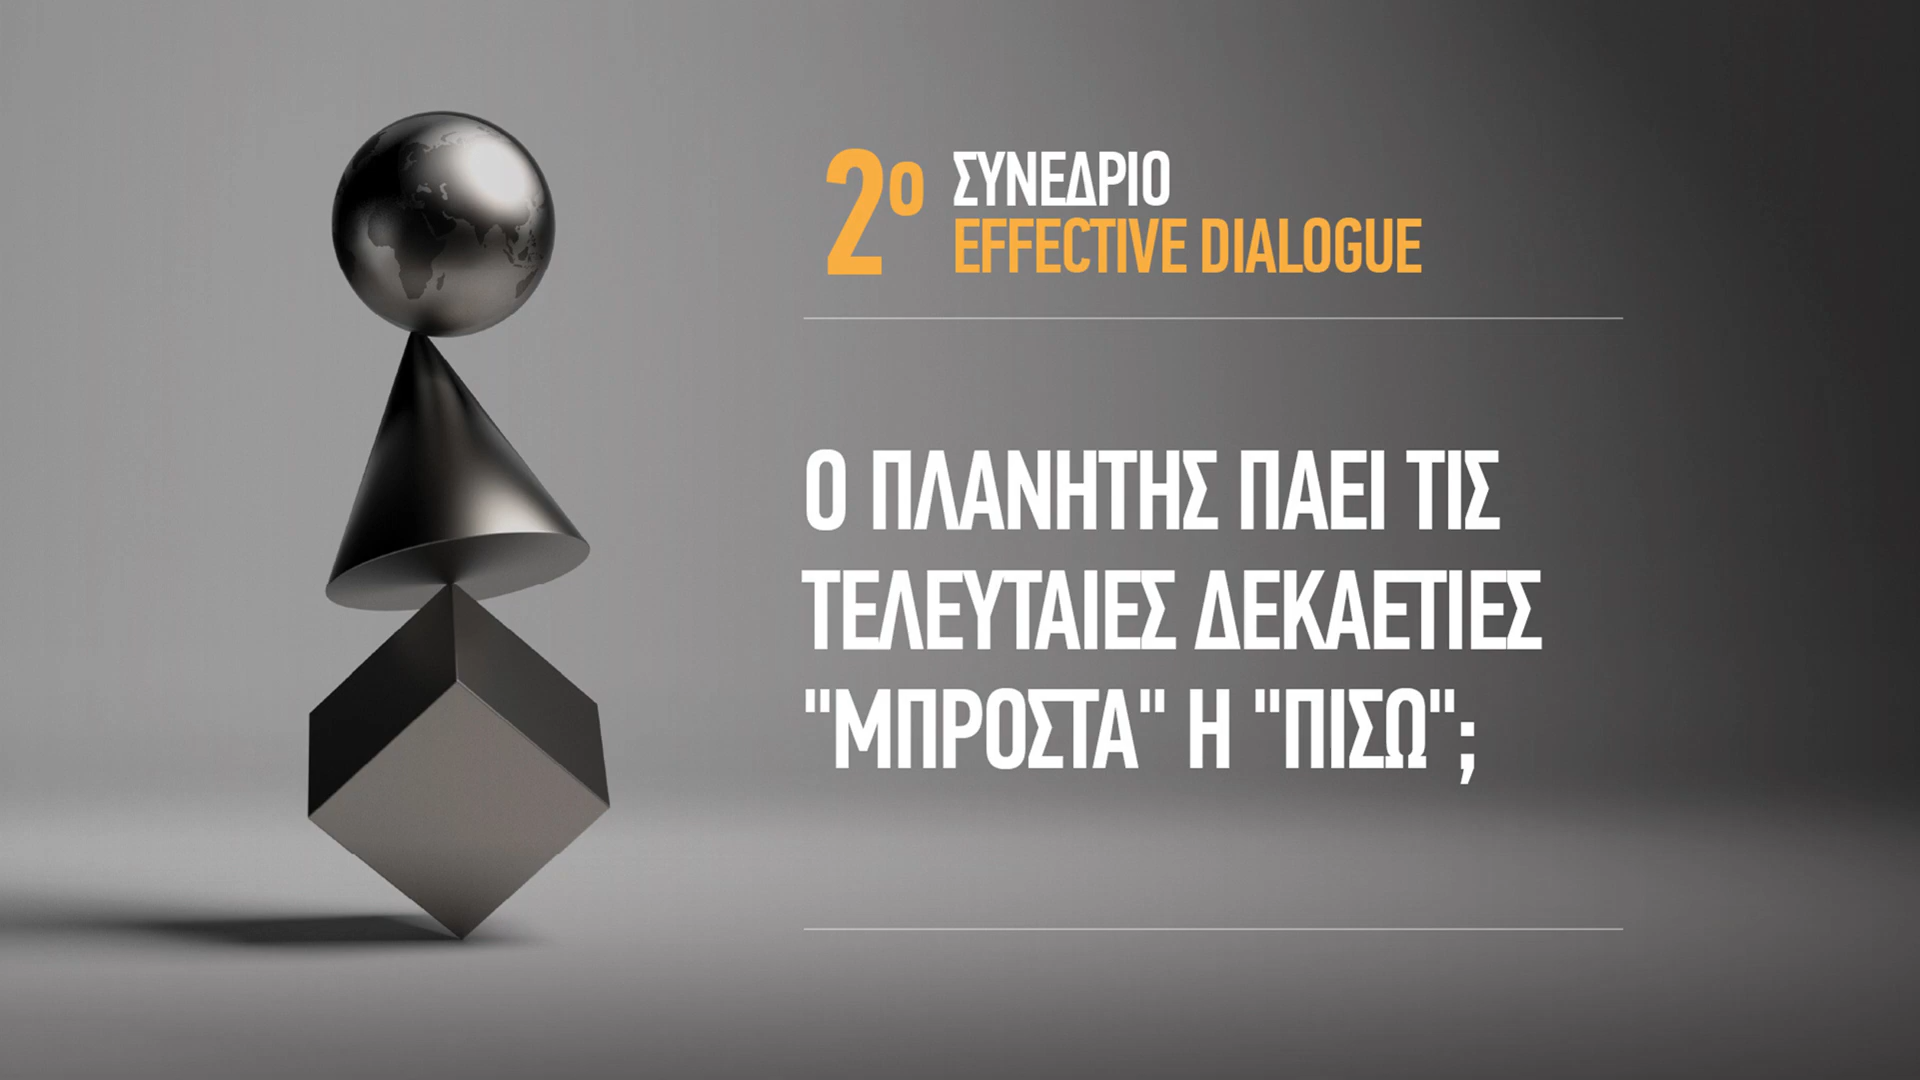 2ο ΣΥΝΕΔΡΙΟ
EFFECTIVE DIALOGUE
Ο ΠΛΑΝΗΤΗΣ ΠΑΕΙ ΤΙΣ
ΤΕΛΕΥΤΑΙΕΣ ΔΕΚΑΕΤΙΕΣ
"ΜΠΡΟΣΤΑ" Η "ΠΙΣΩ";